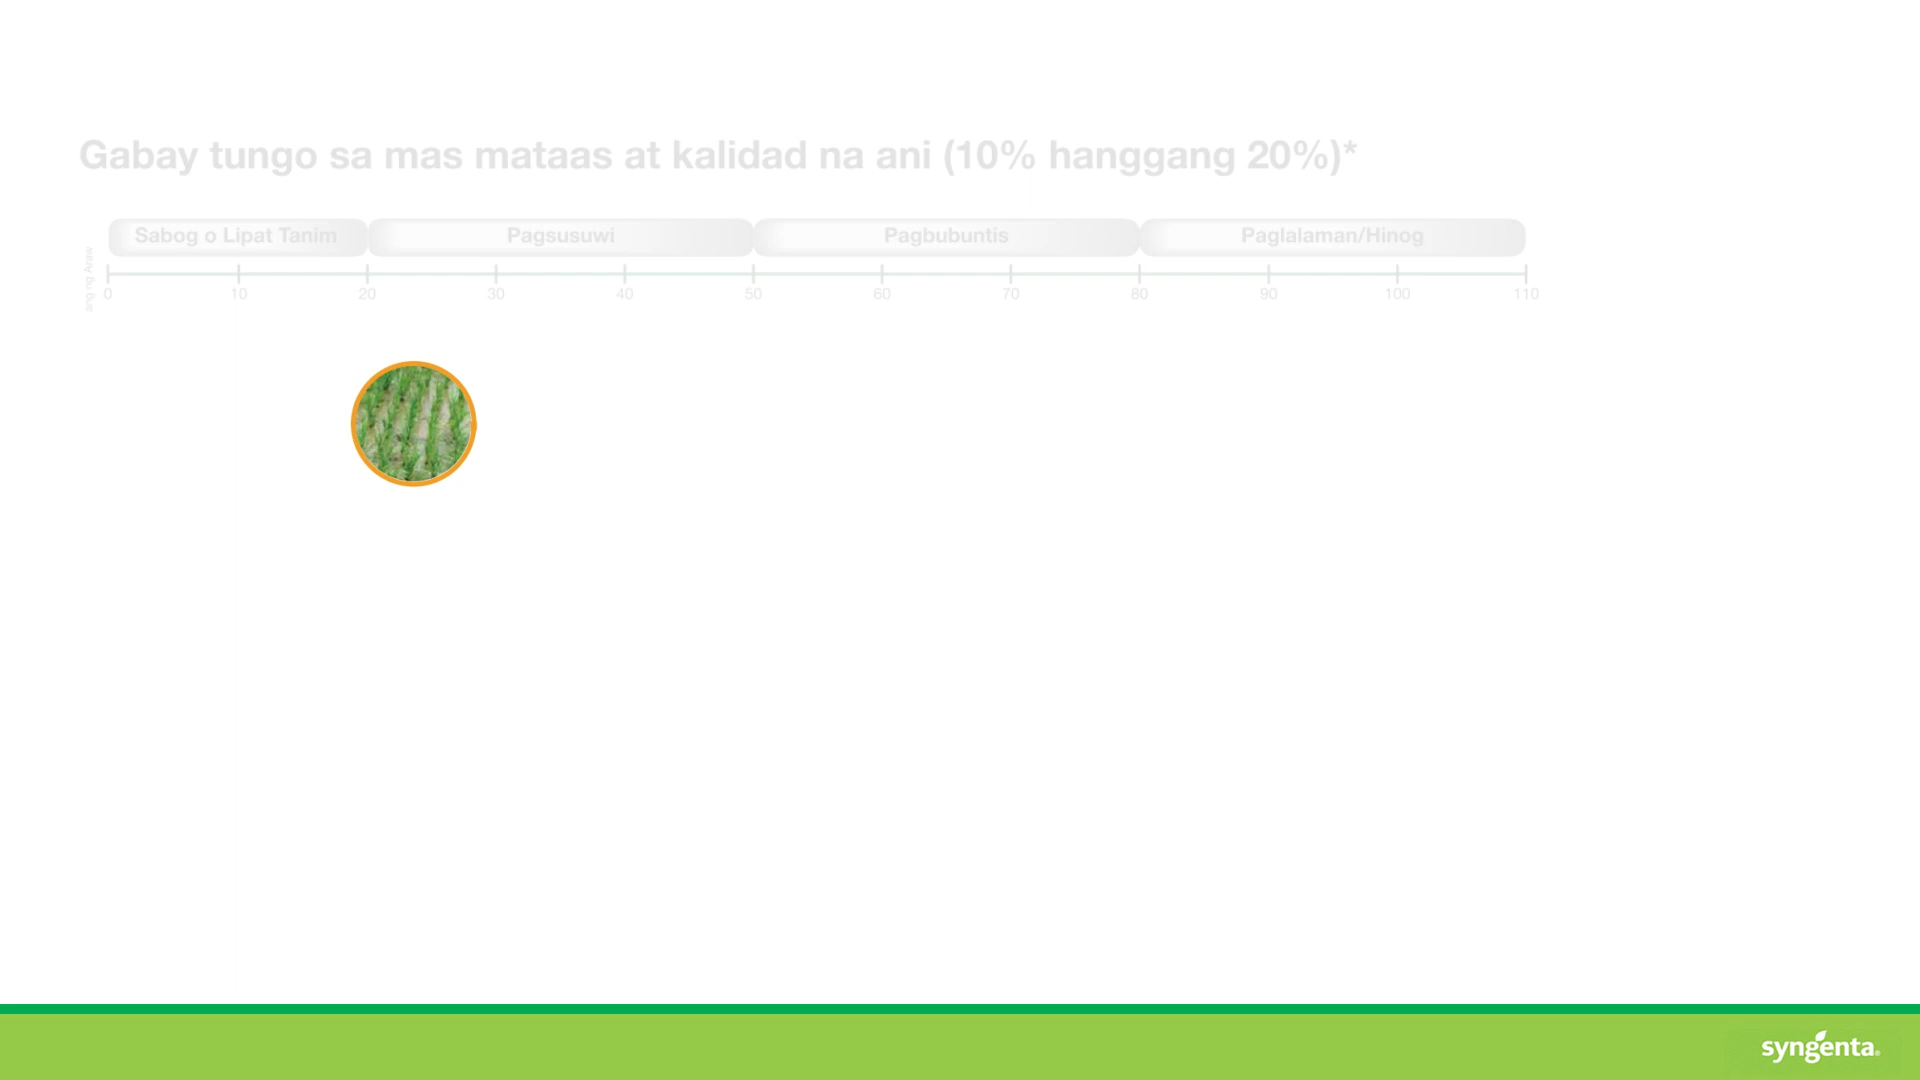 Gabay tungo sa mas mataas at kalidad na ani (10% hanggang 20%)*
Sabog o Lipat Tanim Pagsusuwi Pagbubuntis Paglalaman/Hinog
ang ng Araw
0 10 20 30 40 50 60 70 80 90 100 110
syngenta®